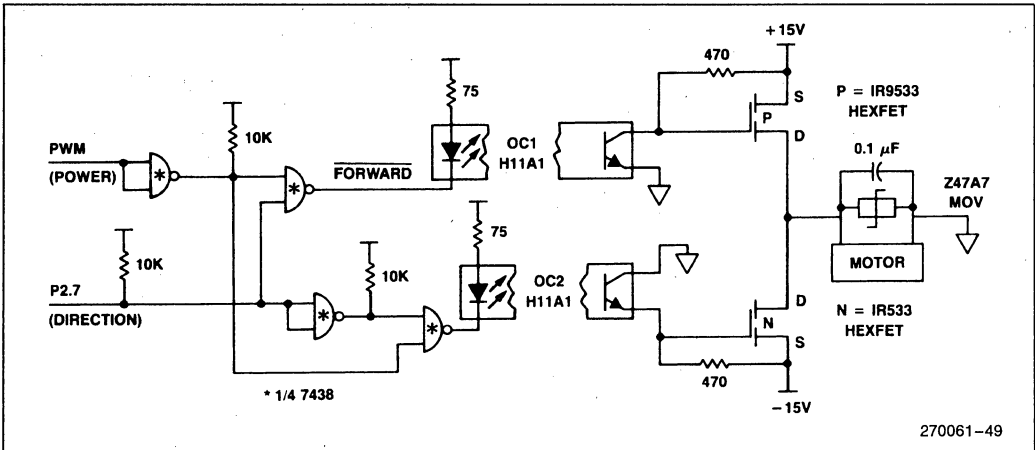 +15V
470
75
S
P = IR9533
HEXFET
P
10K
OC1
H11A1
D
0.1 µF
PWM
(POWER)
*
*
FORWARD
Z47A7
MOV
75
10K
10K
MOTOR
P2.7
(DIRECTION)
OC2
H11A1
D
N = IR533
HEXFET
N
*
*
S
470
* 1/4 7438
−15V
270061–49